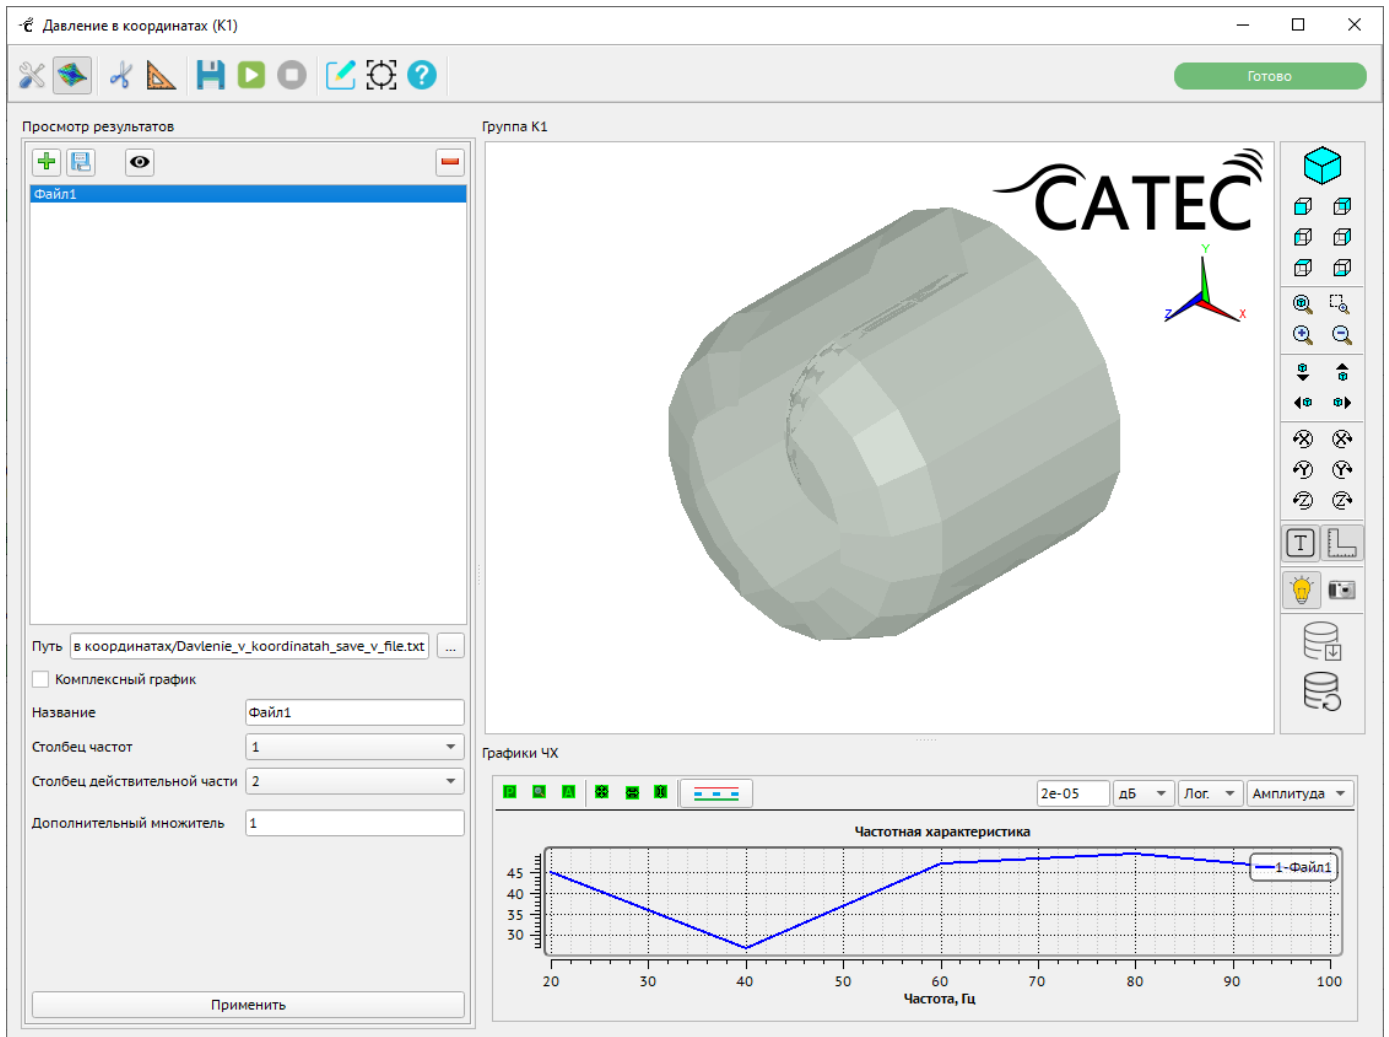 Давление в координатах (K1)
Готово
Просмотр результатов
Группа K1
Файл1
CATEC
Y
Z
X
T
Путь в координатах/Davlenie_v_koordinatah_save_v_file.txt ...
Комплексный график
Название Файл1
Столбец частот 1
Столбец действительной части 2
Дополнительный множитель 1
Применить
Графики ЧХ
P A 2e-05 дБ Лог. Амплитуда
Частотная характеристика
1-Файл1
45
40
35
30
20 30 40 50 60 70 80 90 100
Частота, Гц